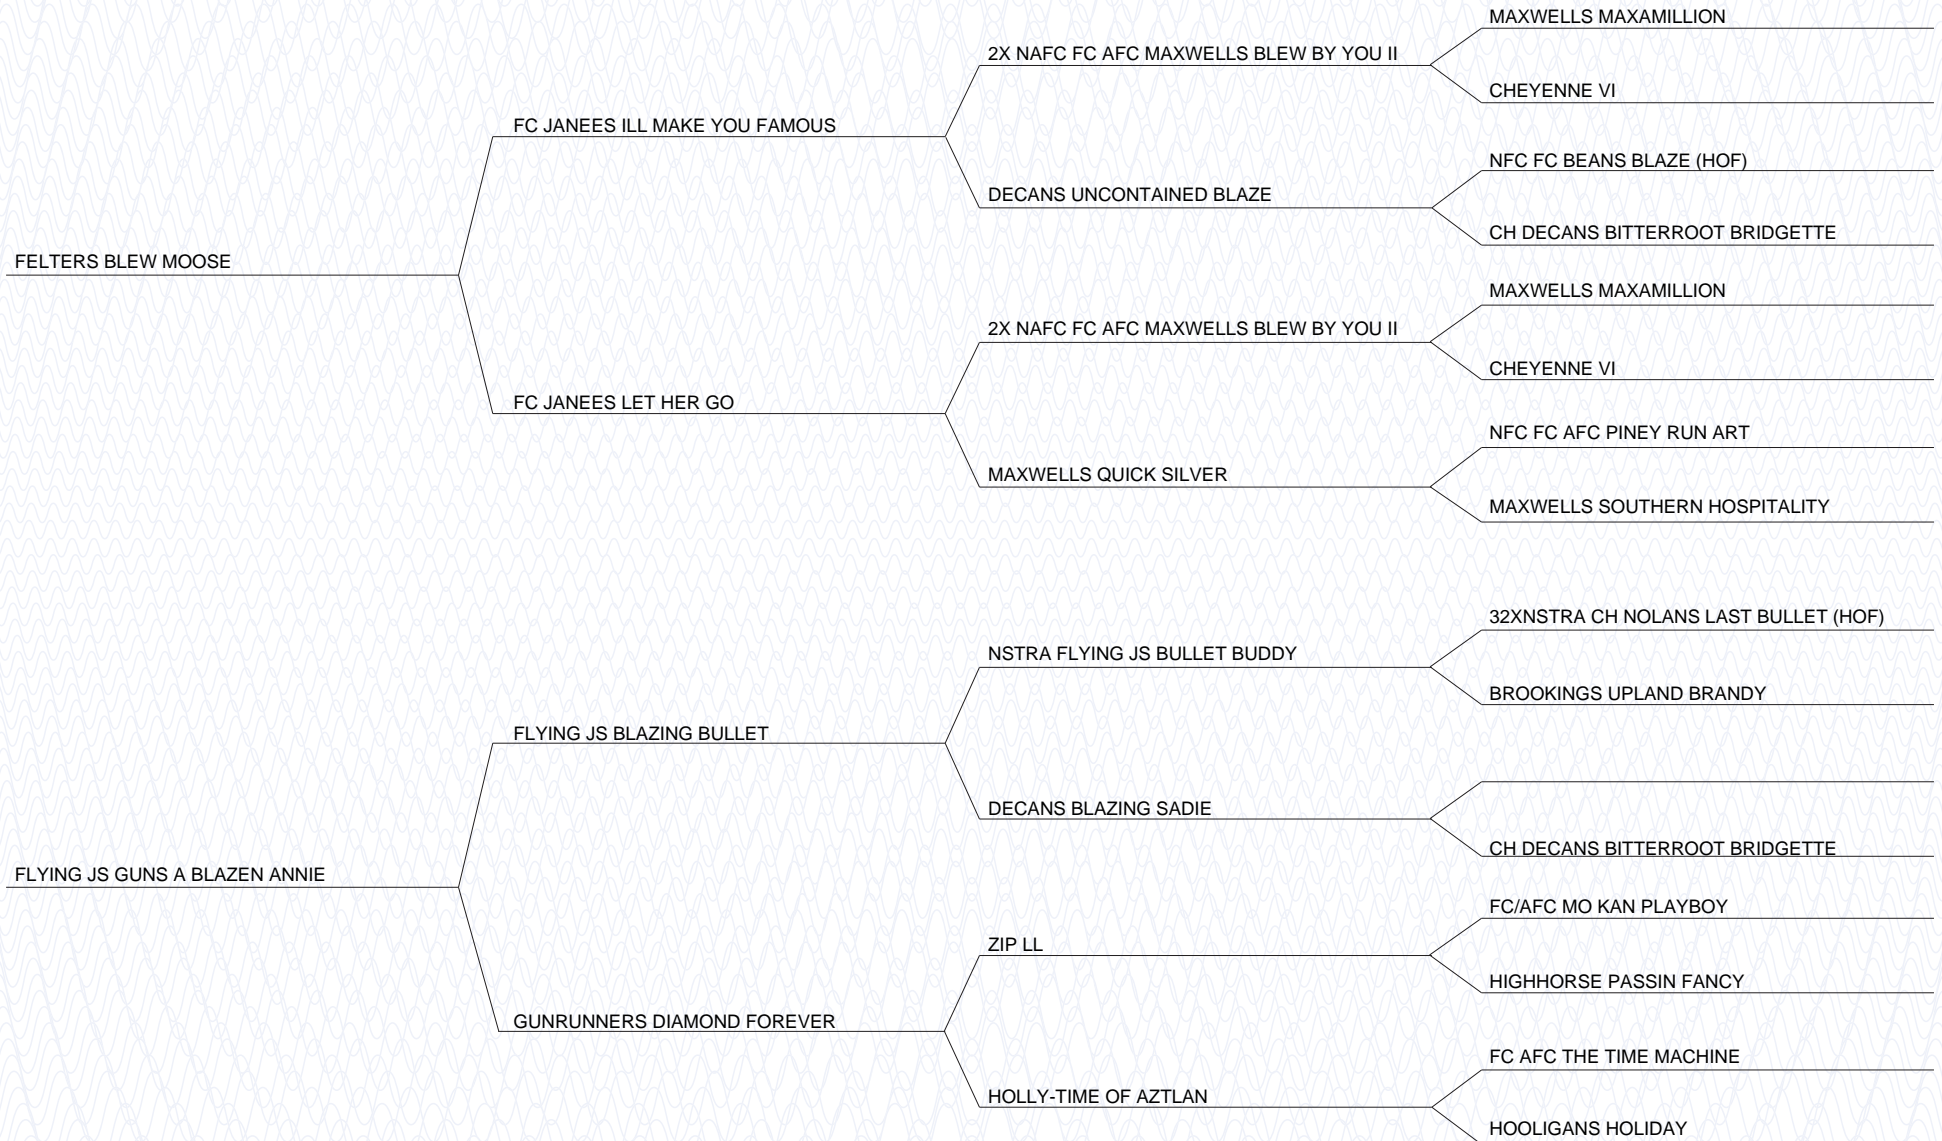 MAXWELLS MAXAMILLION
2X NAFC FC AFC MAXWELLS BLEW BY YOU II
CHEYENNE VI
FC JANEES ILL MAKE YOU FAMOUS
NFC FC BEANS BLAZE (HOF)
DECANS UNCONTAINED BLAZE
CH DECANS BITTERROOT BRIDGETTE
FELTERS BLEW MOOSE
MAXWELLS MAXAMILLION
2X NAFC FC AFC MAXWELLS BLEW BY YOU II
CHEYENNE VI
FC JANEES LET HER GO
NFC FC AFC PINEY RUN ART
MAXWELLS QUICK SILVER
MAXWELLS SOUTHERN HOSPITALITY
32XNSTRA CH NOLANS LAST BULLET (HOF)
NSTRA FLYING JS BULLET BUDDY
BROOKINGS UPLAND BRANDY
FLYING JS BLAZING BULLET
DECANS BLAZING SADIE
CH DECANS BITTERROOT BRIDGETTE
FLYING JS GUNS A BLAZEN ANNIE
FC/AFC MO KAN PLAYBOY
ZIP LL
HIGHHORSE PASSIN FANCY
GUNRUNNERS DIAMOND FOREVER
FC AFC THE TIME MACHINE
HOLLY-TIME OF AZTLAN
HOOLIGANS HOLIDAY